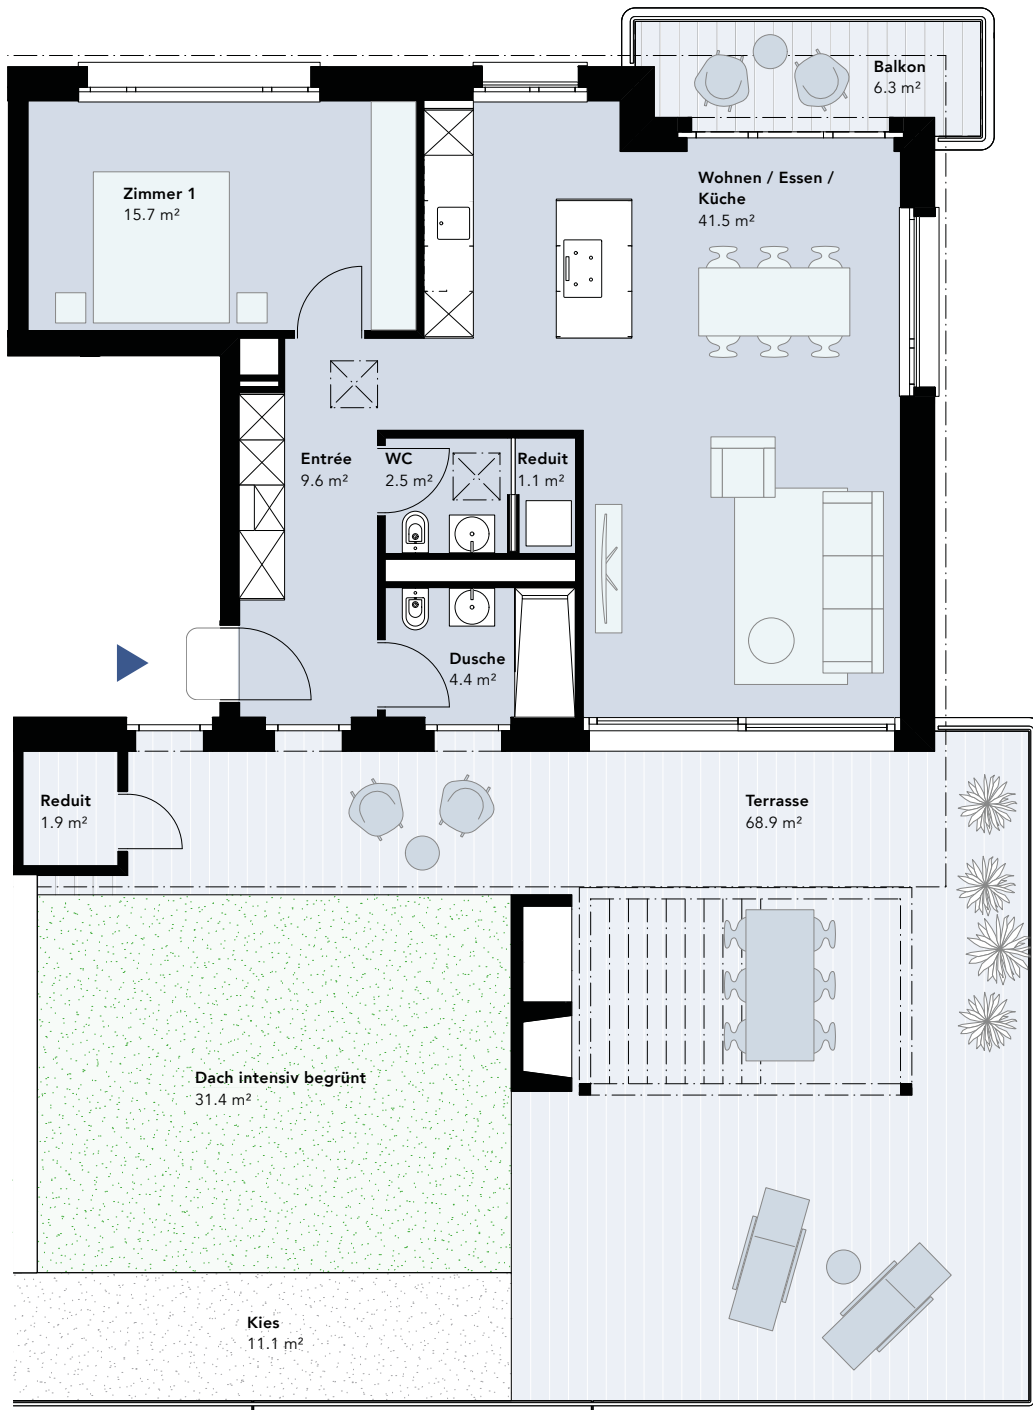 Balkon
6.3 m²
Zimmer 1
15.7 m²
Wohnen / Essen /
Küche
41.5 m²
Entrée
9.6 m²
WC
2.5 m²
Reduit
1.1 m²
Dusche
4.4 m²
Reduit
1.9 m²
Terrasse
68.9 m²
Dach intensiv begrünt
31.4 m²
Kies
11.1 m²